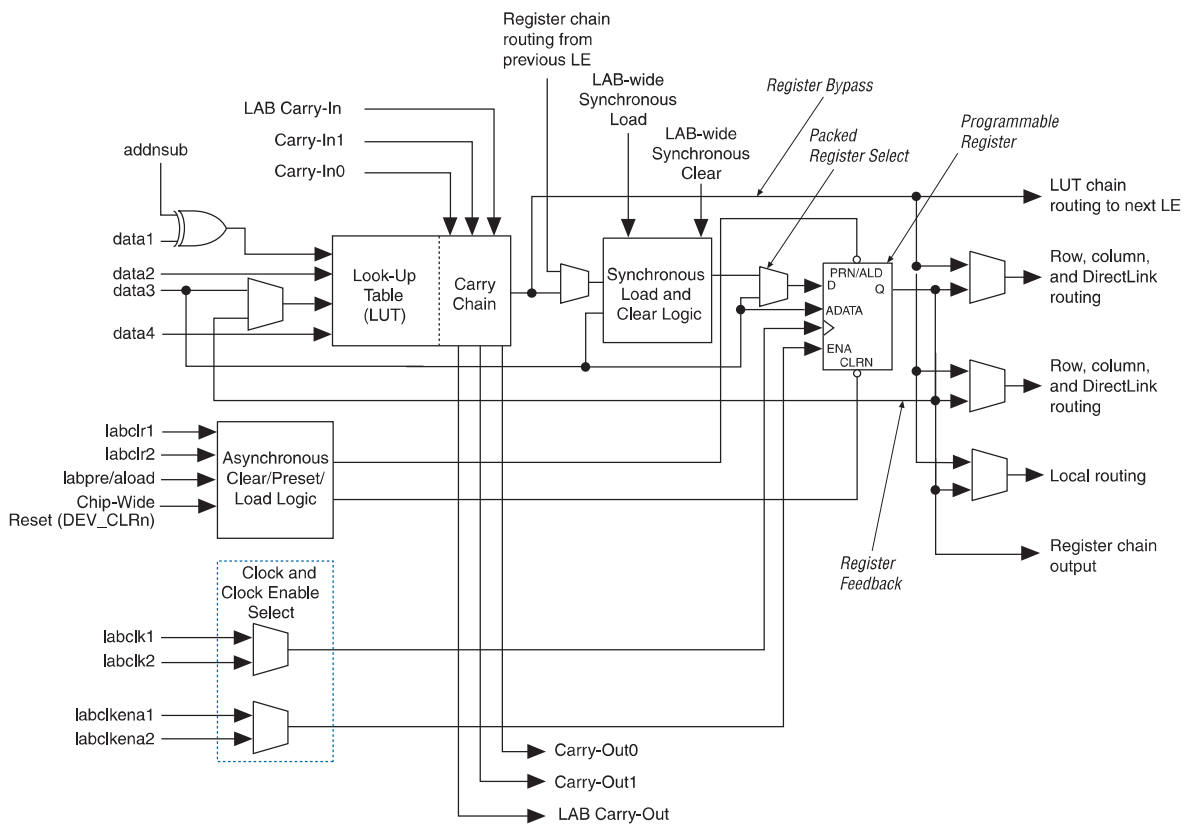 Register chain
routing from
previous LE
LAB-wide
Synchronous
Load
LAB-wide
Synchronous
Clear
Register Bypass
Packed
Register Select
Programmable
Register
LAB Carry-In
Carry-In1
Carry-In0
addnsub
data1
data2
data3
data4
Look-Up
Table
(LUT)
Carry
Chain
Synchronous
Load and
Clear Logic
PRN/ALD
D
Q
ADATA
ENA
CLRN
LUT chain
routing to next LE
Row, column,
and DirectLink
routing
Row, column,
and DirectLink
routing
Local routing
Register chain
output
Register
Feedback
labclr1
labclr2
labpre/aload
Chip-Wide
Reset (DEV_CLRn)
Asynchronous
Clear/Preset/
Load Logic
Clock and
Clock Enable
Select
labclk1
labclk2
labclkena1
labclkena2
Carry-Out0
Carry-Out1
LAB Carry-Out